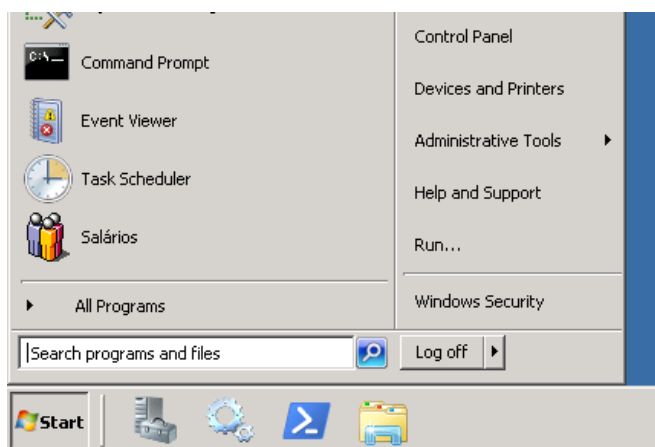 C:\
Command Prompt
Event Viewer
Task Scheduler
Salários
All Programs
Search programs and files
Control Panel
Devices and Printers
Administrative Tools
Help and Support
Run...
Windows Security
Log off
Start